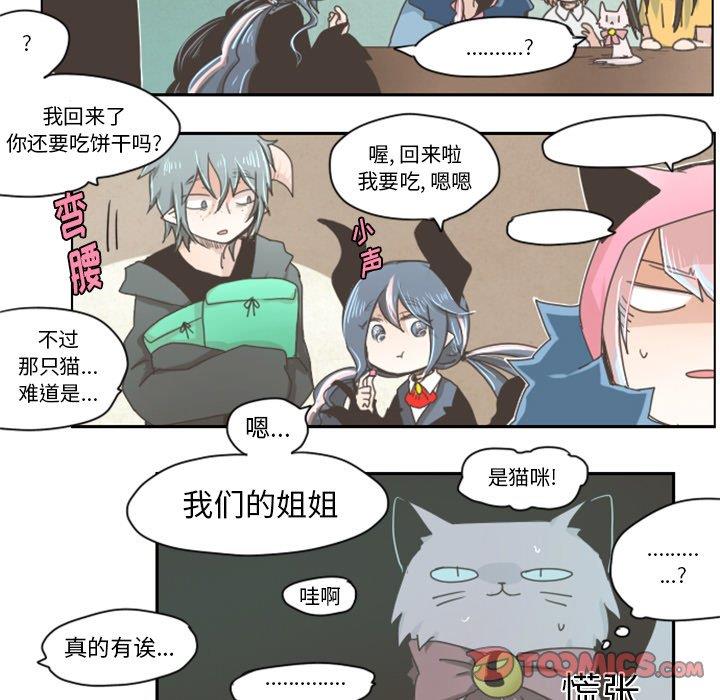 ?
..........?
我回来了
你还要吃饼干吗?
喔, 回来啦
我要吃, 嗯嗯
弯腰
小声
不过
那只猫...
难道是...
嗯...
我们的姐姐
是猫咪!
.........
...?
哇啊
真的有诶...
...............
慌张
TOOMICS.COM